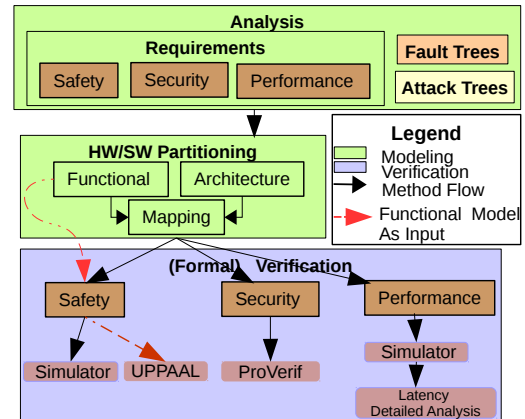 Analysis
Requirements
Safety
Security
Performance
Fault Trees
Attack Trees
HW/SW Partitioning
Functional
Architecture
Mapping
Legend
Modeling
Verification
Method Flow
Functional Model
As Input
(Formal) Verification
Safety
Security
Performance
Simulator
UPPAAL
ProVerif
Simulator
Latency
Detailed Analysis